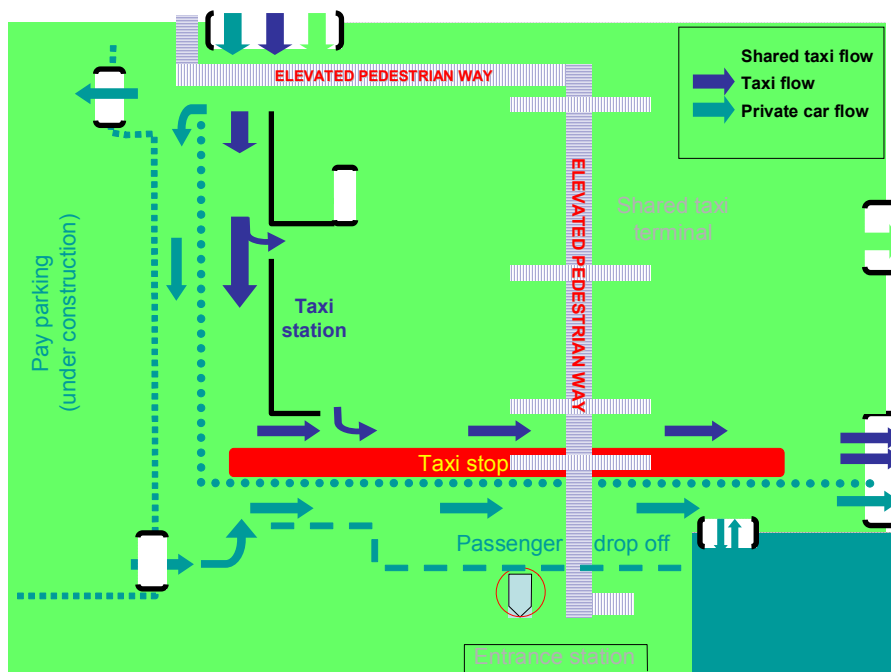 ELEVATED PEDESTRIAN WAY
Shared taxi flow
Taxi flow
Private car flow
ELEVATED PEDESTRIAN WAY
Shared taxi
terminal
Pay parking
(under construction)
Taxi
station
Taxi stop
Passenger drop off
Entrance station